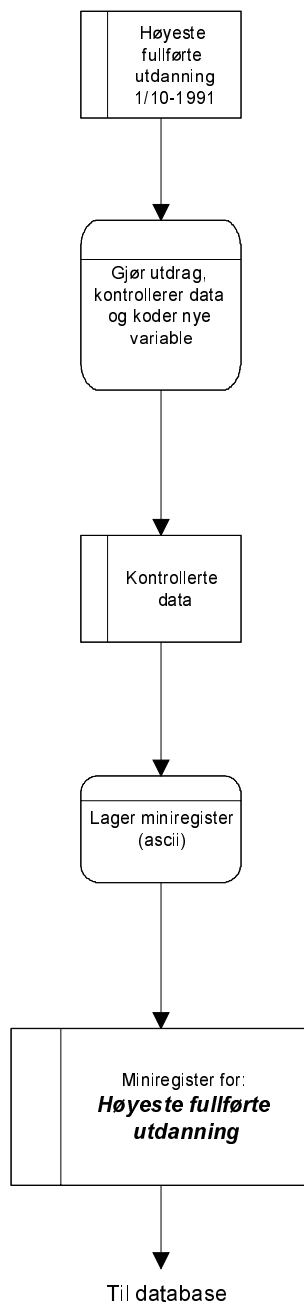 Høyeste
fullførte
utdanning
1/10-1991
Gjør utdrag,
kontrollerer data
og koder nye
variable
Kontrollerte
data
Lager miniregister
(ascii)
Miniregister for:
Høyeste fullførte
utdanning
Til database